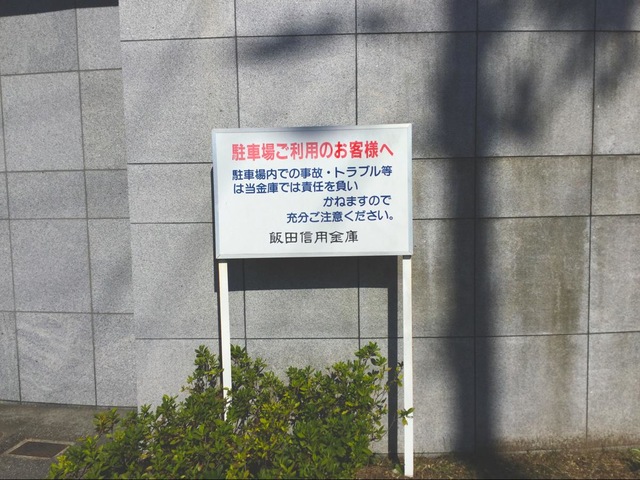 駐車場ご利用のお客様へ
駐車場内での事故・トラブル等
は当金庫では責任を負い
かねますので
充分ご注意ください。
飯田信用金庫